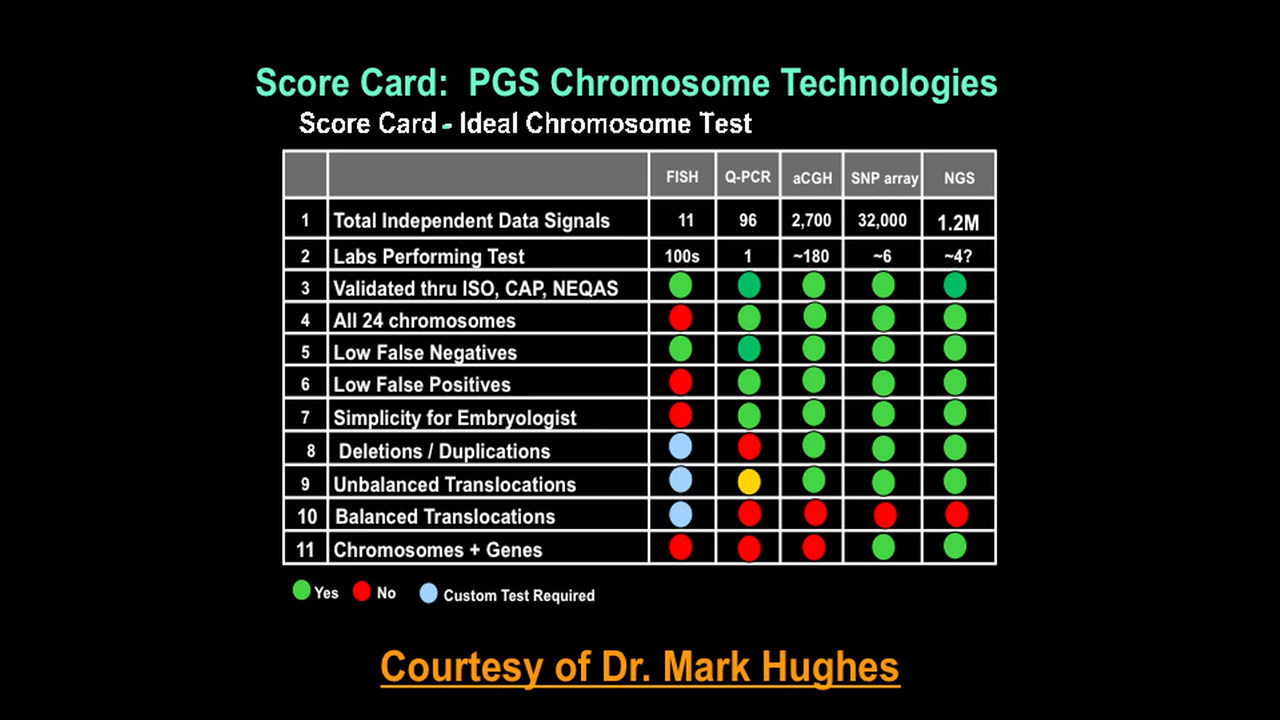 Score Card:  PGS Chromosome Technologies
Score Card - Ideal Chromosome Test
FISH Q-PCR aCGH SNP array NGS
1 Total Independent Data Signals 11 96 2,700 32,000 1.2M
2 Labs Performing Test 100s 1 ~180 ~6 ~4?
3 Validated thru ISO, CAP, NEQAS
4 All 24 chromosomes
5 Low False Negatives
6 Low False Positives
7 Simplicity for Embryologist
8 Deletions / Duplications
9 Unbalanced Translocations
10 Balanced Translocations
11 Chromosomes + Genes
Yes No Custom Test Required
Courtesy of Dr. Mark Hughes